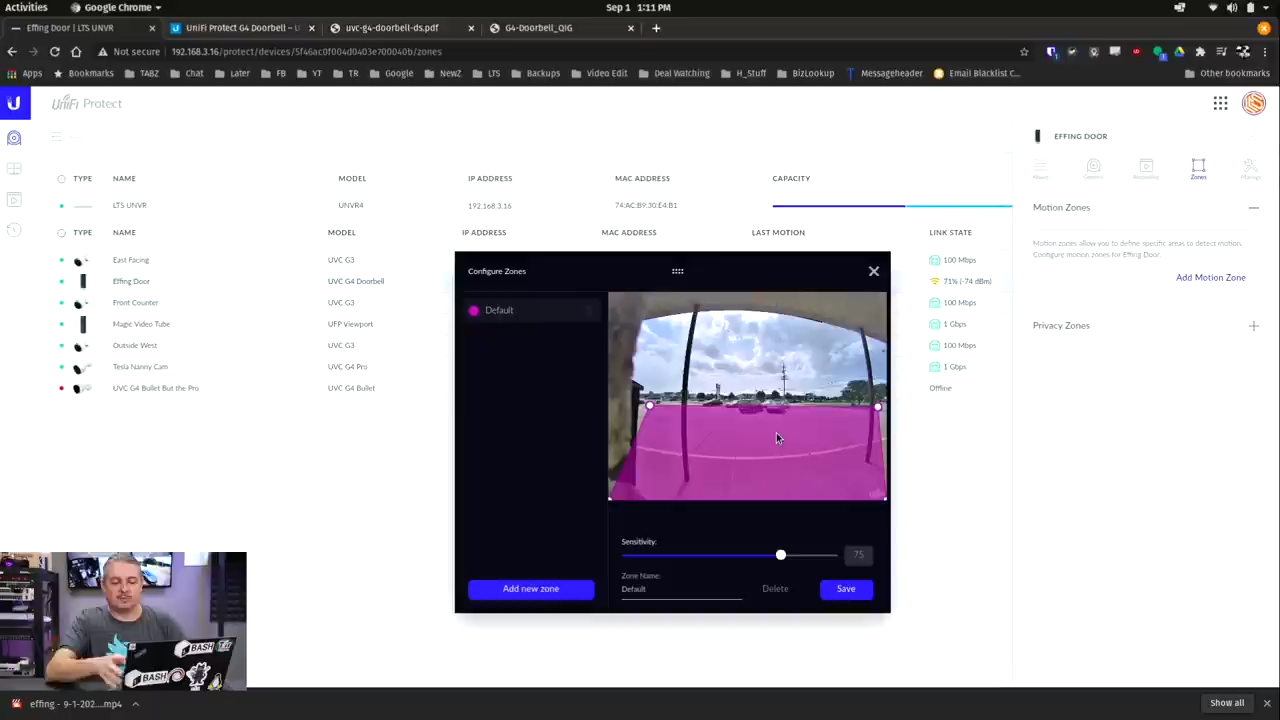 Activities
Google Chrome
Sep 1 1:11 PM
Effing Door | LTS UNVR
UniFi Protect G4 Doorbell – U
uvc-g4-doorbell-ds.pdf
G4-Doorbell_QIG
Not secure
192.168.3.16/protect/devices/5f46ac0f004d0403e700040b/zones
Apps
Bookmarks
TABZ
Chat
Later
FB
YT
TR
Google
NewZ
LTS
Backups
Video Edit
Deal Watching
H_Stuff
BizLookup
Messageheader
Email Blacklist C...
Other bookmarks
UniFi Protect
EFFING DOOR
Zones
Motion Zones
Motion zones allow you to define specific areas to detect motion.
Configure motion zones for Effing Door.
Add Motion Zone
Privacy Zones
TYPE NAME MODEL IP ADDRESS MAC ADDRESS CAPACITY
LTS UNVR UNVR4 192.168.3.16 74:AC:B9:30:E4:B1
TYPE NAME MODEL IP ADDRESS MAC ADDRESS LAST MOTION LINK STATE
East Facing UVC G3 100 Mbps
Effing Door UVC G4 Doorbell 71% (-74 dBm)
Front Counter UVC G3 100 Mbps
Magic Video Tube UFP Viewport 1 Gbps
Outside West UVC G3 100 Mbps
Tesla Nanny Cam UVC G4 Pro 1 Gbps
UVC G4 Bullet But the Pro UVC G4 Bullet Offline
Configure Zones
Default
Sensitivity:
75
Zone Name:
Default
Add new zone
Delete
Save
BASH
BASH
effing - 9-1-202....mp4
Show all